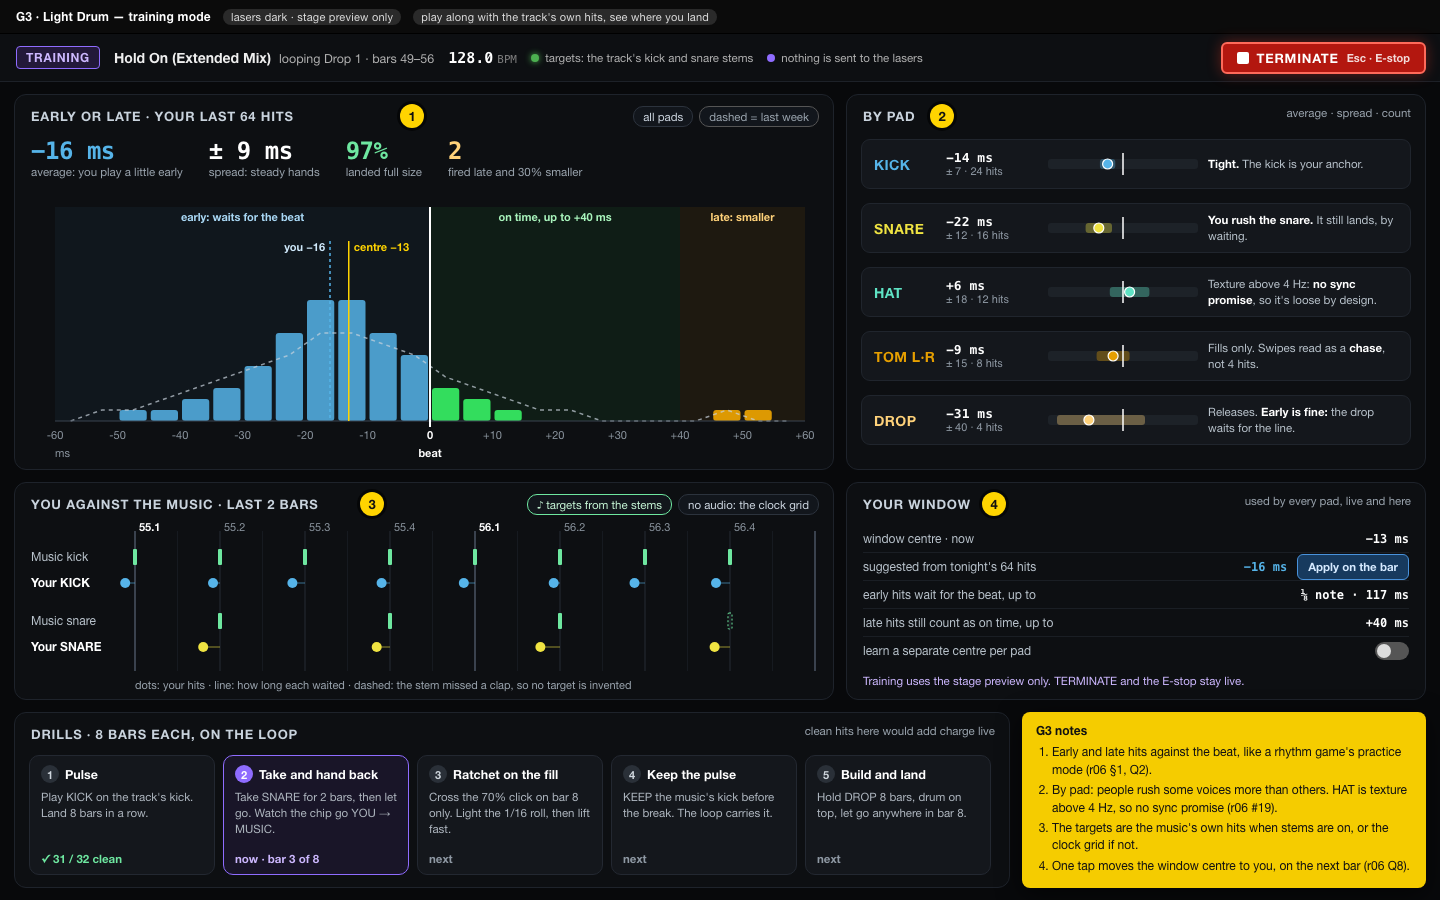 G3 · Light Drum — training mode
lasers dark · stage preview only
play along with the track's own hits, see where you land
TRAINING
Hold On (Extended Mix)
looping Drop 1 · bars 49–56
128.0 BPM
targets: the track's kick and snare stems
nothing is sent to the lasers
TERMINATE Esc · E-stop
EARLY OR LATE · YOUR LAST 64 HITS
1
all pads
dashed = last week
−16 ms
average: you play a little early
± 9 ms
spread: steady hands
97%
landed full size
2
fired late and 30% smaller
early: waits for the beat
on time, up to +40 ms
late: smaller
you −16
centre −13
-60
-50
-40
-30
-20
-10
0
+10
+20
+30
+40
+50
+60
ms
beat
BY PAD
2
average · spread · count
KICK
−14 ms
± 7 · 24 hits
Tight. The kick is your anchor.
SNARE
−22 ms
± 12 · 16 hits
You rush the snare. It still lands, by
waiting.
HAT
+6 ms
± 18 · 12 hits
Texture above 4 Hz: no sync
promise, so it's loose by design.
TOM L·R
−9 ms
± 15 · 8 hits
Fills only. Swipes read as a chase,
not 4 hits.
DROP
−31 ms
± 40 · 4 hits
Releases. Early is fine: the drop
waits for the line.
YOU AGAINST THE MUSIC · LAST 2 BARS
3
♪ targets from the stems
no audio: the clock grid
55.1
55.2
55.3
55.4
56.1
56.2
56.3
56.4
Music kick
Your KICK
Music snare
Your SNARE
dots: your hits · line: how long each waited · dashed: the stem missed a clap, so no target is invented
YOUR WINDOW
4
used by every pad, live and here
window centre · now
−13 ms
suggested from tonight's 64 hits
−16 ms
Apply on the bar
early hits wait for the beat, up to
⅛ note · 117 ms
late hits still count as on time, up to
+40 ms
learn a separate centre per pad
Training uses the stage preview only. TERMINATE and the E-stop stay live.
DRILLS · 8 BARS EACH, ON THE LOOP
clean hits here would add charge live
1 Pulse
Play KICK on the track's kick.
Land 8 bars in a row.
✓ 31 / 32 clean
2 Take and hand back
Take SNARE for 2 bars, then let
go. Watch the chip go YOU →
MUSIC.
now · bar 3 of 8
3 Ratchet on the fill
Cross the 70% click on bar 8
only. Light the 1/16 roll, then lift
fast.
next
4 Keep the pulse
KEEP the music's kick before
the break. The loop carries it.
next
5 Build and land
Hold DROP 8 bars, drum on
top, let go anywhere in bar 8.
next
G3 notes
1. Early and late hits against the beat, like a rhythm game's practice
mode (r06 §1, Q2).
2. By pad: people rush some voices more than others. HAT is texture
above 4 Hz, so no sync promise (r06 #19).
3. The targets are the music's own hits when stems are on, or the
clock grid if not.
4. One tap moves the window centre to you, on the next bar (r06 Q8).